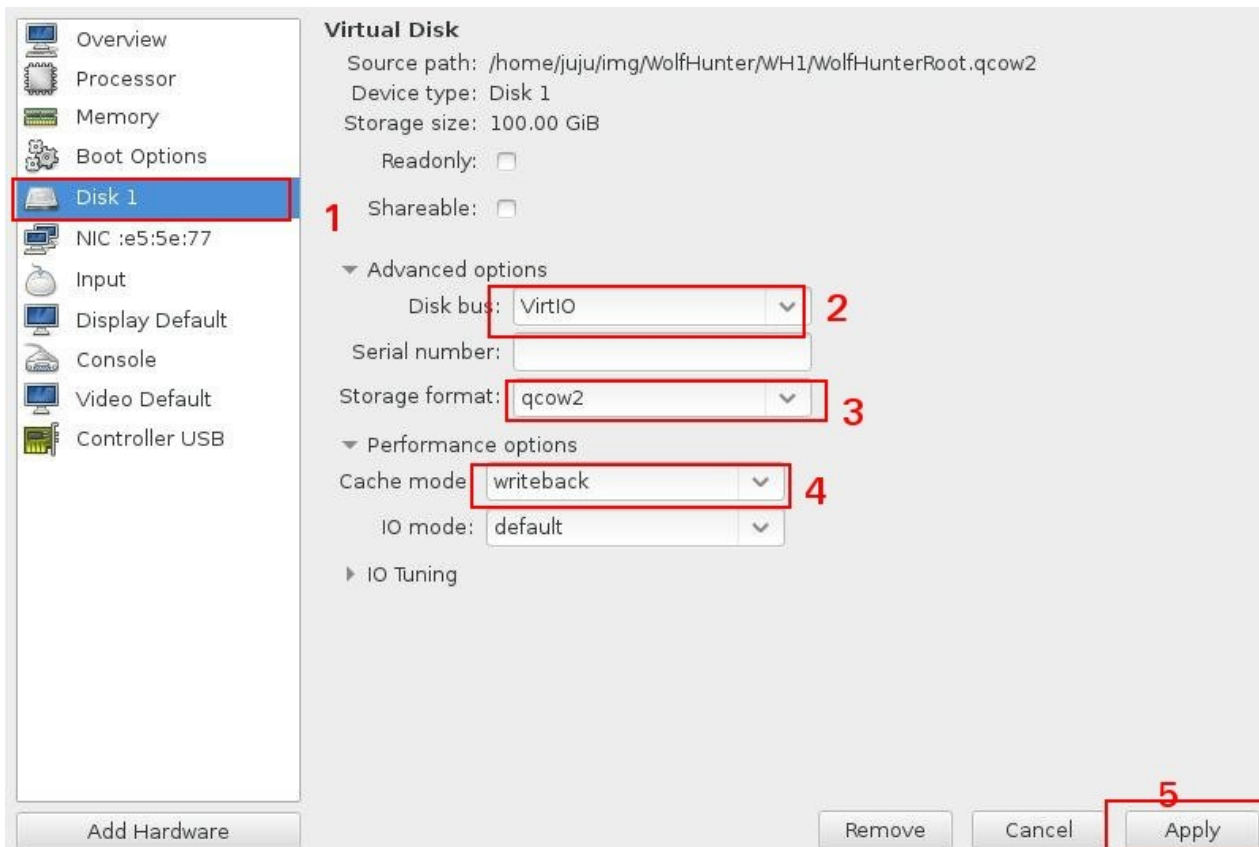 Overview
Processor
Memory
Boot Options
Disk 1
NIC :e5:5e:77
Input
Display Default
Console
Video Default
Controller USB
Add Hardware
Virtual Disk
Source path: /home/juju/img/WolfHunter/WH1/WolfHunterRoot.qcow2
Device type: Disk 1
Storage size: 100.00 GiB
Readonly:
Shareable:
1
Advanced options
Disk bus: VirtIO 2
Serial number:
Storage format: qcow2 3
Performance options
Cache mode writeback 4
IO mode: default
IO Tuning
5
Remove Cancel Apply